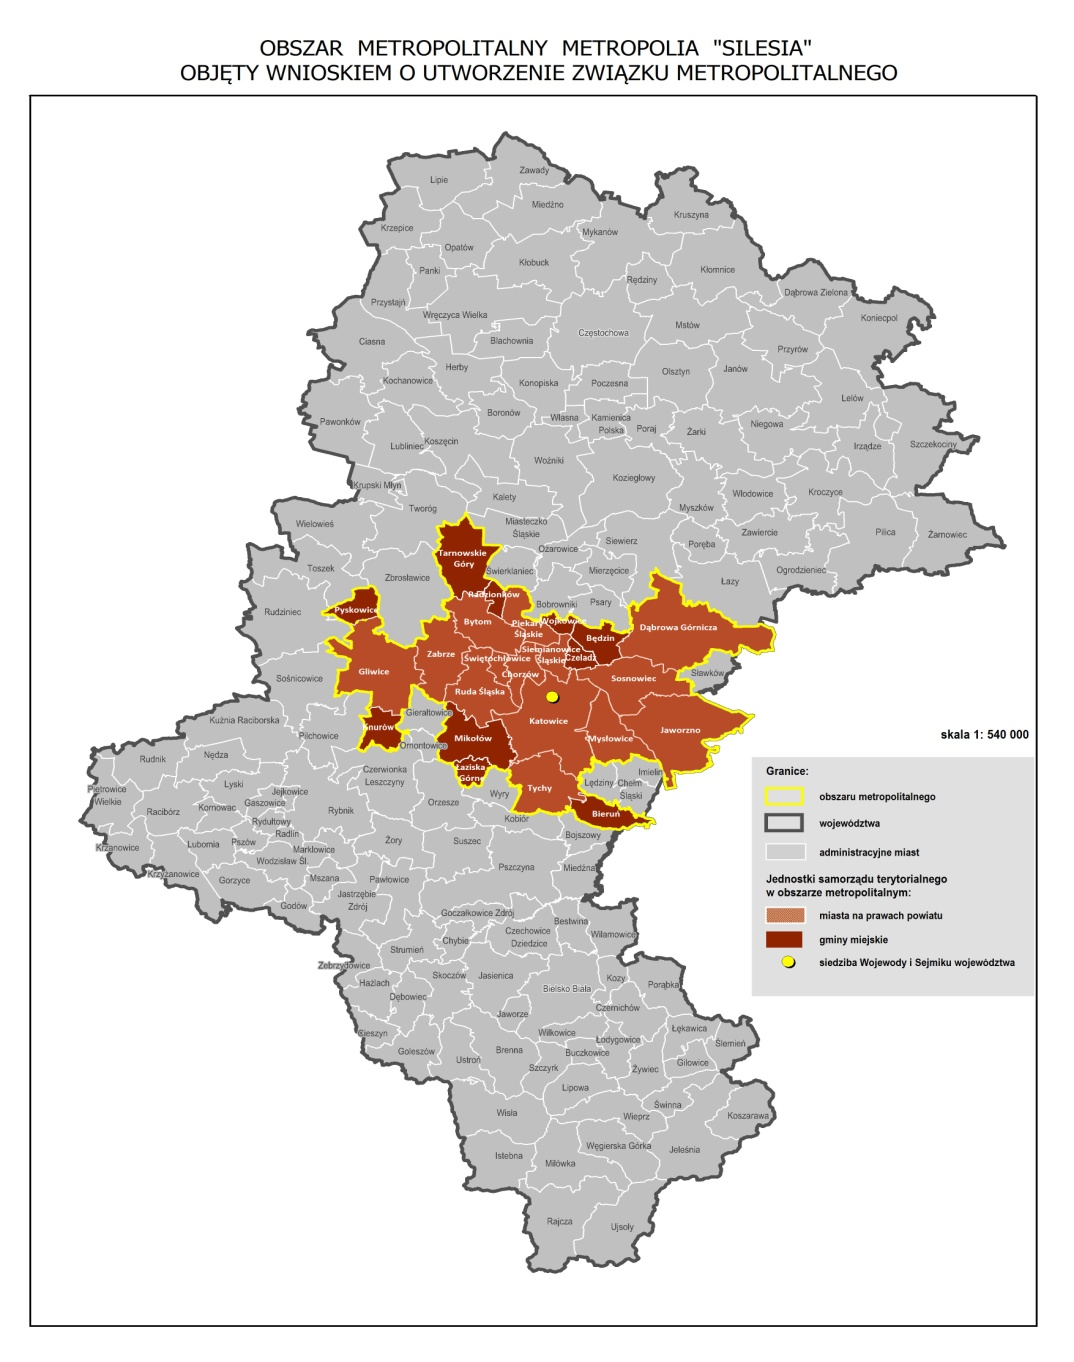 OBSZAR METROPOLITALNY METROPOLIA "SILESIA"
OBJĘTY WNIOSKIEM O UTWORZENIE ZWIĄZKU METROPOLITALNEGO
Zawady
Lipie
Miedźno
Kruszyna
Krzepice
Mykanów
Opatów
Kłobuck
Panki
Kłomnice
Rędziny
Dąbrowa Zielona
Przystajń
Wręczyca Wielka
Koniecpol
Mstów
Częstochowa
Ciasna
Blachownia
Przyrów
Herby
Olsztyn
Janów
Kochanowice
Konopiska
Poczesna
Lelów
Boronów
Własna
Kamienica
Polska
Poraj
Żarki
Niegowa
Pawonków
Lubliniec
Koszęcin
Irządze
Szczekociny
Woźniki
Koziegłowy
Krupski Młyn
Kalety
Włodowice
Kroczyce
Tworóg
Myszków
Wielowieś
Miasteczko
Śląskie
Zawiercie
Pilica
Żarnowiec
Siewierz
Poręba
Ożarowice
Tarnowskie
Góry
Toszek
Świerklaniec
Mierzęcice
Ogrodzieniec
Zbrosławice
Łazy
Radzionków
Bobrowniki
Psary
Rudziniec
Pyskowice
Bytom
Piekary
Śląskie
Wojkowice
Dąbrowa Górnicza
Będzin
Zabrze
Siemianowice
Śląskie
Czeladź
Świętochłowice
Gliwice
Chorzów
Sosnowiec
Sławków
Sośnicowice
Ruda Śląska
Gierałtowice
Kuźnia Raciborska
Katowice
Knurów
Jaworzno
Pilchowice
Mikołów
Mysłowice
Ornontowice
skala 1: 540 000
Nędza
Rudnik
Łaziska
Górne
Czerwionka
Leszczyny
Imielin
Lędziny
Chełm
Śląski
Lyski
Tychy
Pietrowice
Wielkie
Jejkowice
Wyry
Gaszowice
Orzesze
Kornowac
Racibórz
Rybnik
Bieruń
Rydułtowy
Kobiór
Radlin
Bojszowy
Żory
Suszec
Lubomia
Pszów
Krzanowice
Marklowice
Wodzisław Śl.
Pszczyna
Miedźna
Krzyżanowice
Gorzyce
Mszana
Pawłowice
Jastrzębie
Zdrój
Godów
Goczałkowice Zdrój
Bestwina
Czechowice
Dziedzice
Wilamowice
Chybie
Strumień
Zebrzydowice
Skoczów
Jasienica
Kozy
Hażlach
Porąbka
Bielsko Biała
Dębowiec
Czernichów
Jaworze
Cieszyn
Wilkowice
Łodygowice
Łękawica
Ślemień
Goleszów
Brenna
Buczkowice
Ustroń
Szczyrk
Żywiec
Gilowice
Lipowa
Świnna
Wisła
Wieprz
Koszarawa
Węgierska Górka
Jeleśnia
Istebna
Milówka
Rajcza
Ujsoły
Granice:
obszaru metropolitalnego
województwa
administracyjne miast
Jednostki samorządu terytorialnego
w obszarze metropolitalnym:
miasta na prawach powiatu
gminy miejskie
siedziba Wojewody i Sejmiku województwa